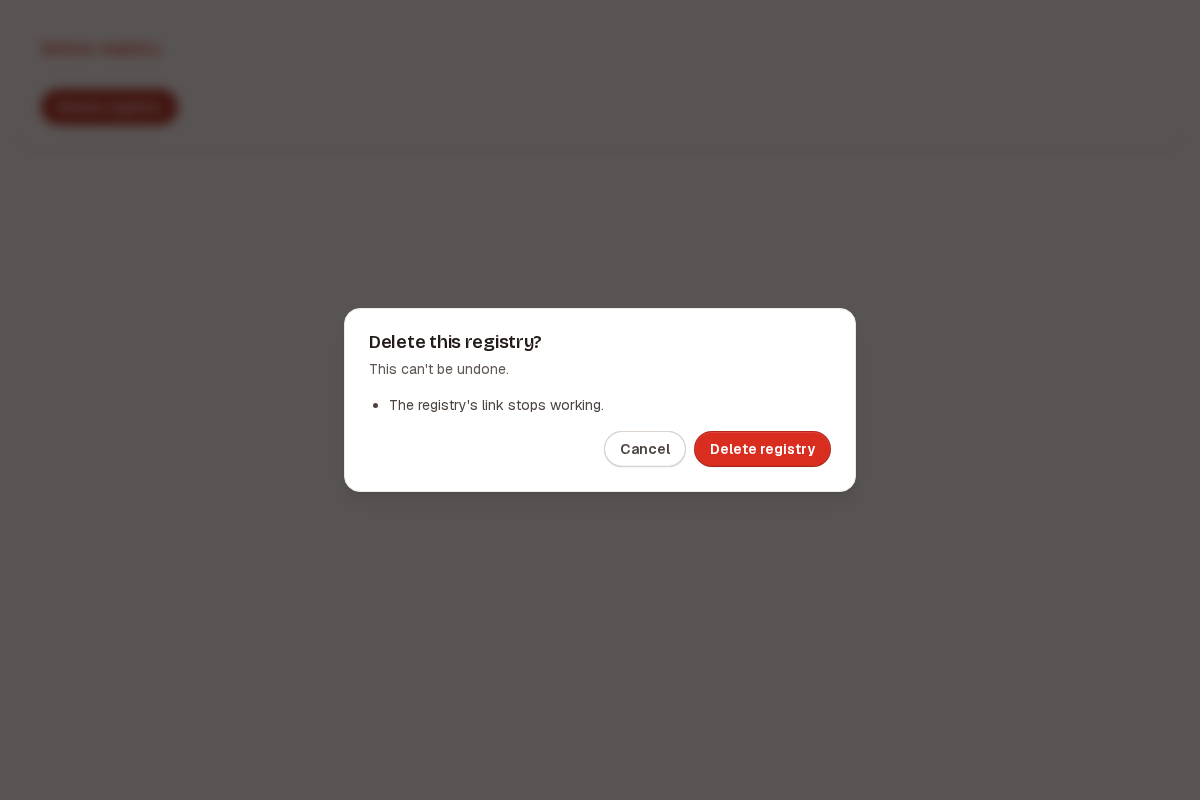 Delete this registry?
This can't be undone.
The registry's link stops working.
Cancel
Delete registry